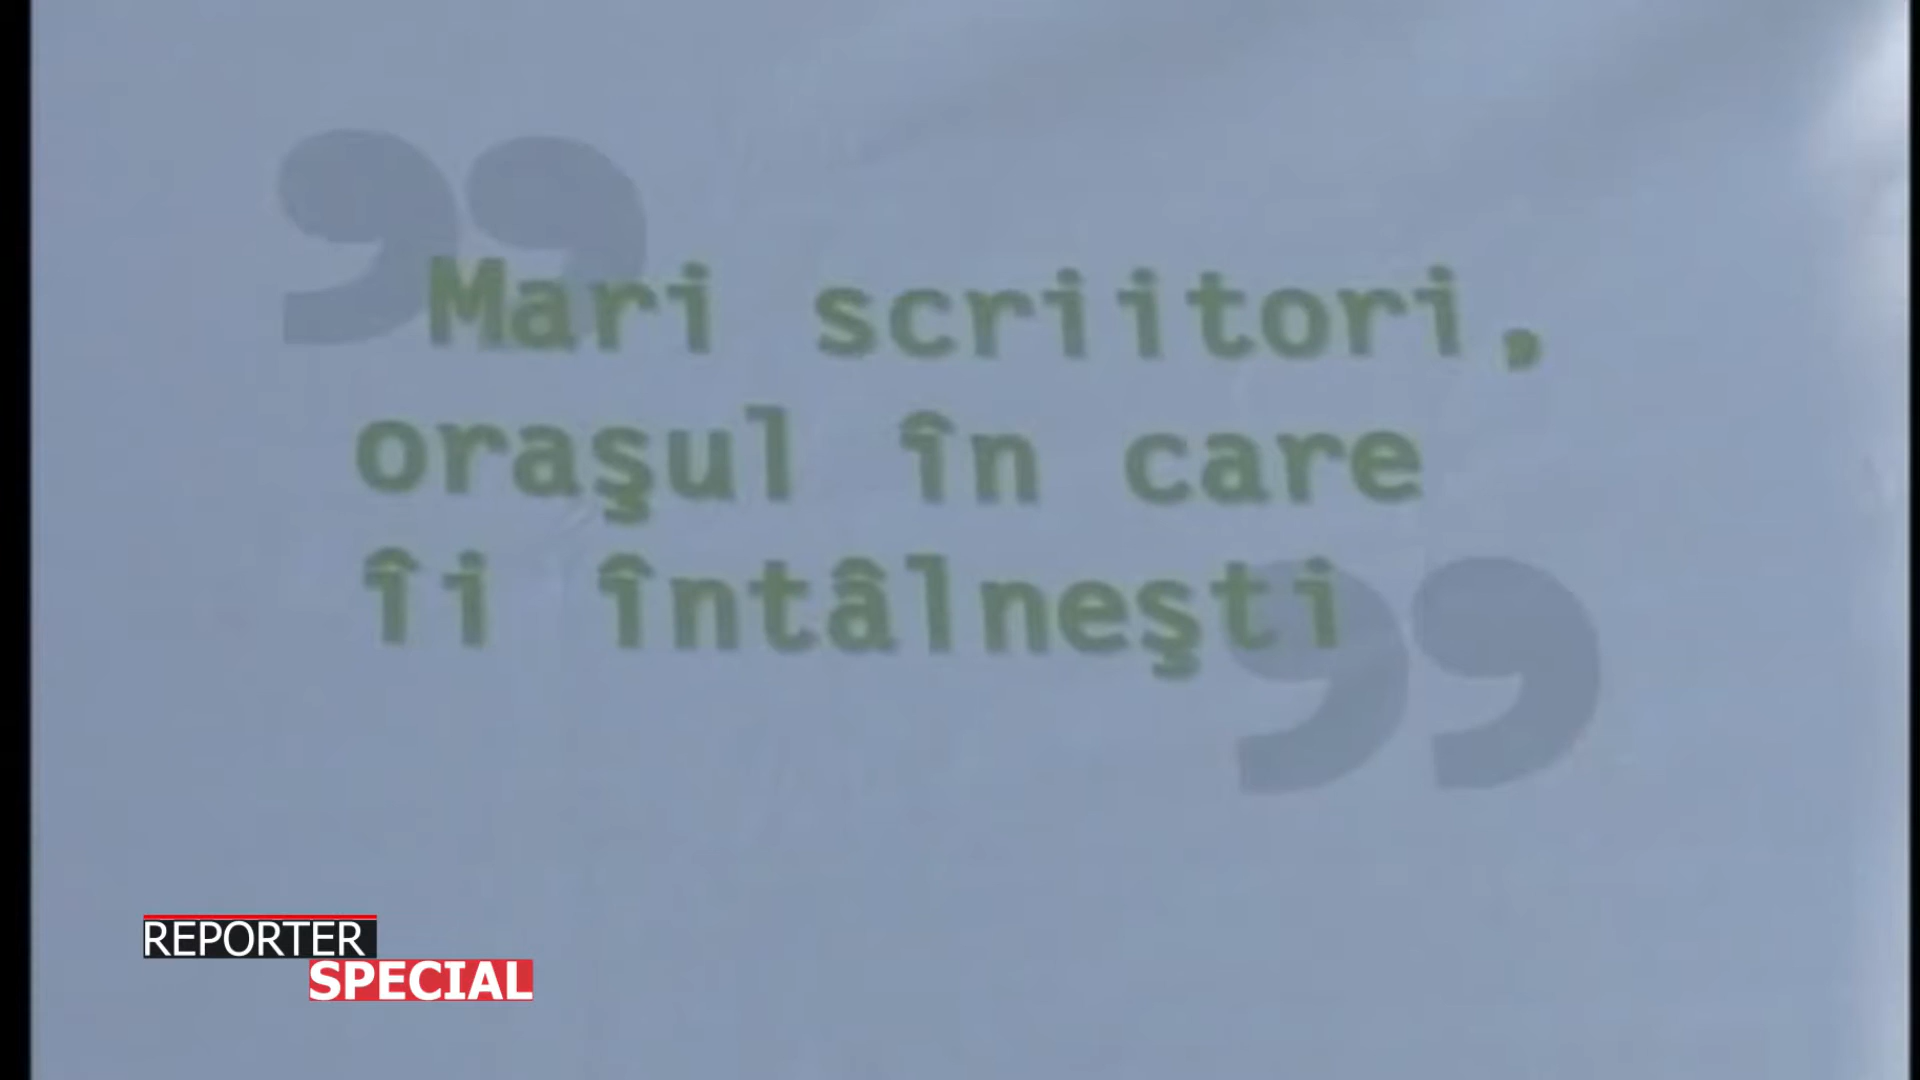 Mari scriitori,
oraşul în care
îi întâlneşti
REPORTER
SPECIAL